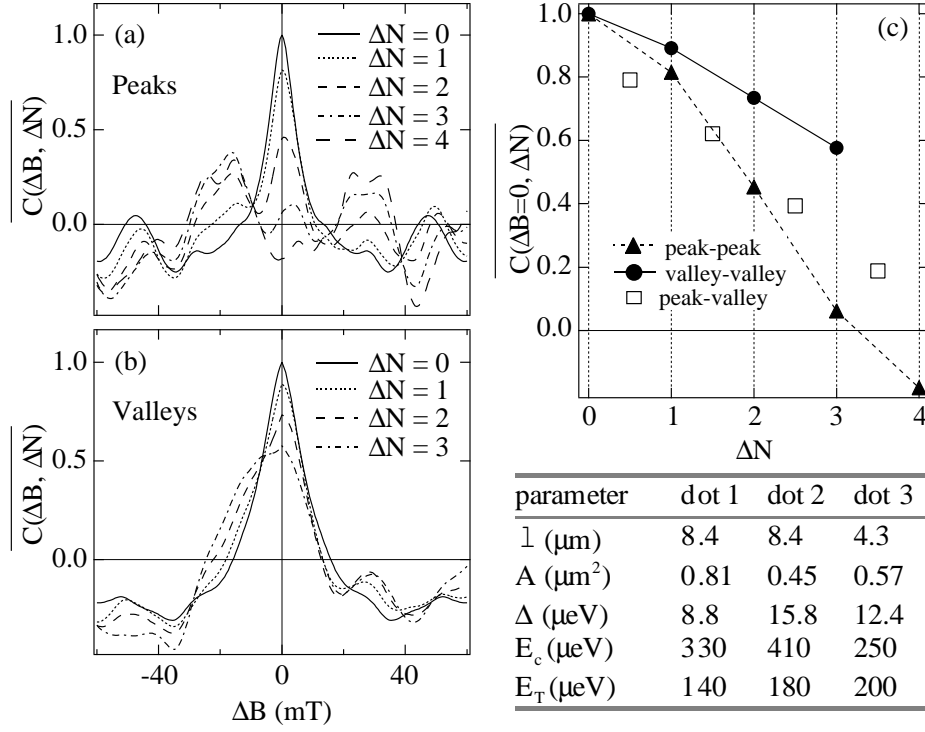 (a)
Peaks
ΔN = 0
ΔN = 1
ΔN = 2
ΔN = 3
ΔN = 4
1.0
0.5
0.0
C(ΔB, ΔN)
(b)
Valleys
ΔN = 0
ΔN = 1
ΔN = 2
ΔN = 3
1.0
0.5
0.0
C(ΔB, ΔN)
-40
0
40
ΔB (mT)
(c)
1.0
0.8
0.6
0.4
0.2
0.0
C(ΔB=0, ΔN)
peak-peak
valley-valley
peak-valley
0 1 2 3 4
ΔN
parameter dot 1 dot 2 dot 3
l (μm) 8.4 8.4 4.3
A (μm²) 0.81 0.45 0.57
Δ (μeV) 8.8 15.8 12.4
E_c (μeV) 330 410 250
E_T (μeV) 140 180 200